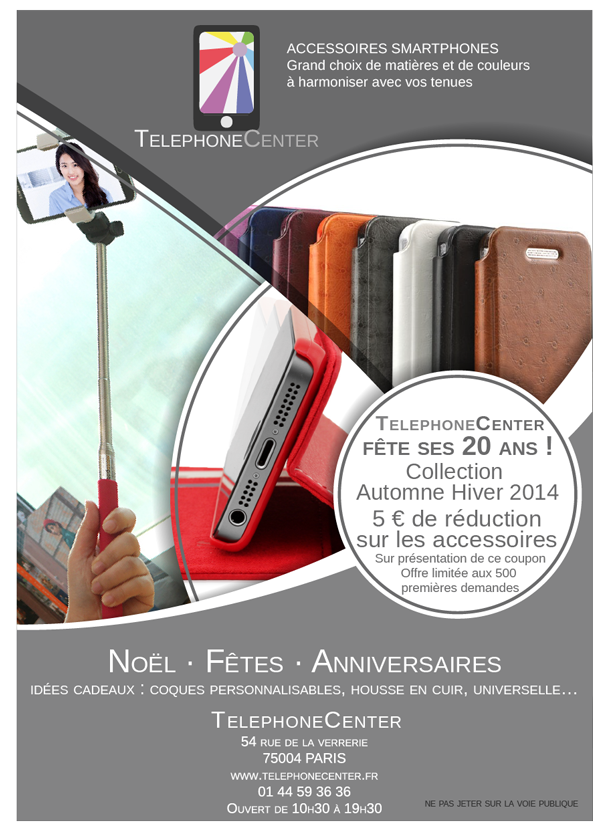 ACCESSOIRES SMARTPHONES
Grand choix de matières et de couleurs
à harmoniser avec vos tenues
TELEPHONECENTER
TELEPHONECENTER
FÊTE SES 20 ANS !
Collection
Automne Hiver 2014
5 € de réduction
sur les accessoires
Sur présentation de ce coupon
Offre limitée aux 500
premières demandes
NOËL · FÊTES · ANNIVERSAIRES
IDÉES CADEAUX : COQUES PERSONNALISABLES, HOUSSE EN CUIR, UNIVERSELLE...
TELEPHONECENTER
54 RUE DE LA VERRERIE
75004 PARIS
WWW.TELEPHONECENTER.FR
01 44 59 36 36
OUVERT DE 10H30 À 19H30
NE PAS JETER SUR LA VOIE PUBLIQUE